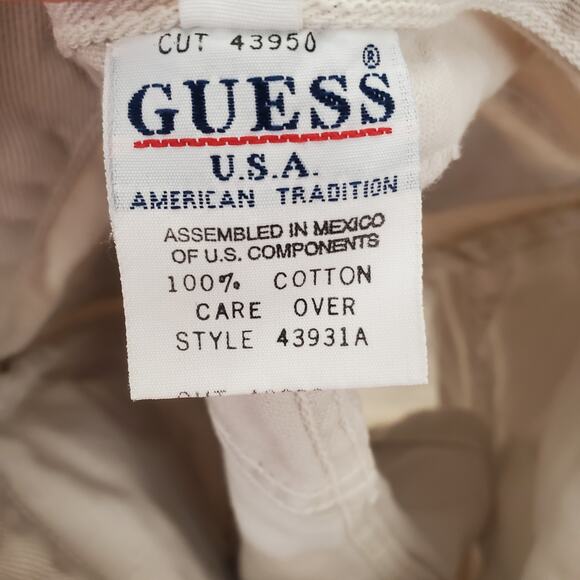 CUT 43950
GUESS®
U.S.A.
AMERICAN TRADITION
ASSEMBLED IN MEXICO
OF U.S. COMPONENTS
100% COTTON
CARE OVER
STYLE 43931A